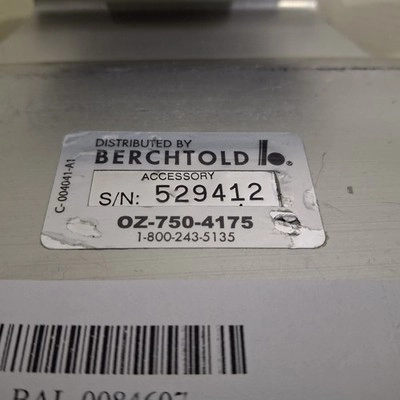 DISTRIBUTED BY
BERCHTOLD b.
ACCESSORY
S/N: 529412
OZ-750-4175
1-800-243-5135
C-004041-A1